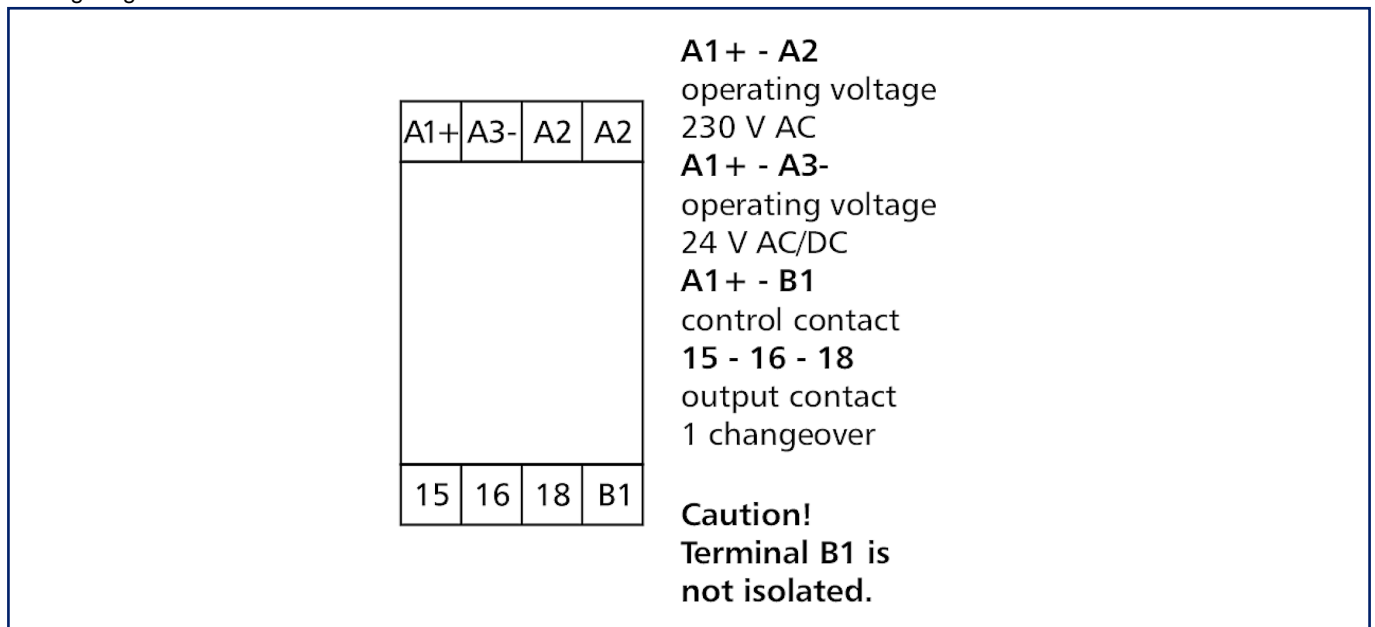 A1+ A3- A2 A2
15 16 18 B1
A1+ - A2
operating voltage
230 V AC
A1+ - A3-
operating voltage
24 V AC/DC
A1+ - B1
control contact
15 - 16 - 18
output contact
1 changeover
Caution!
Terminal B1 is
not isolated.